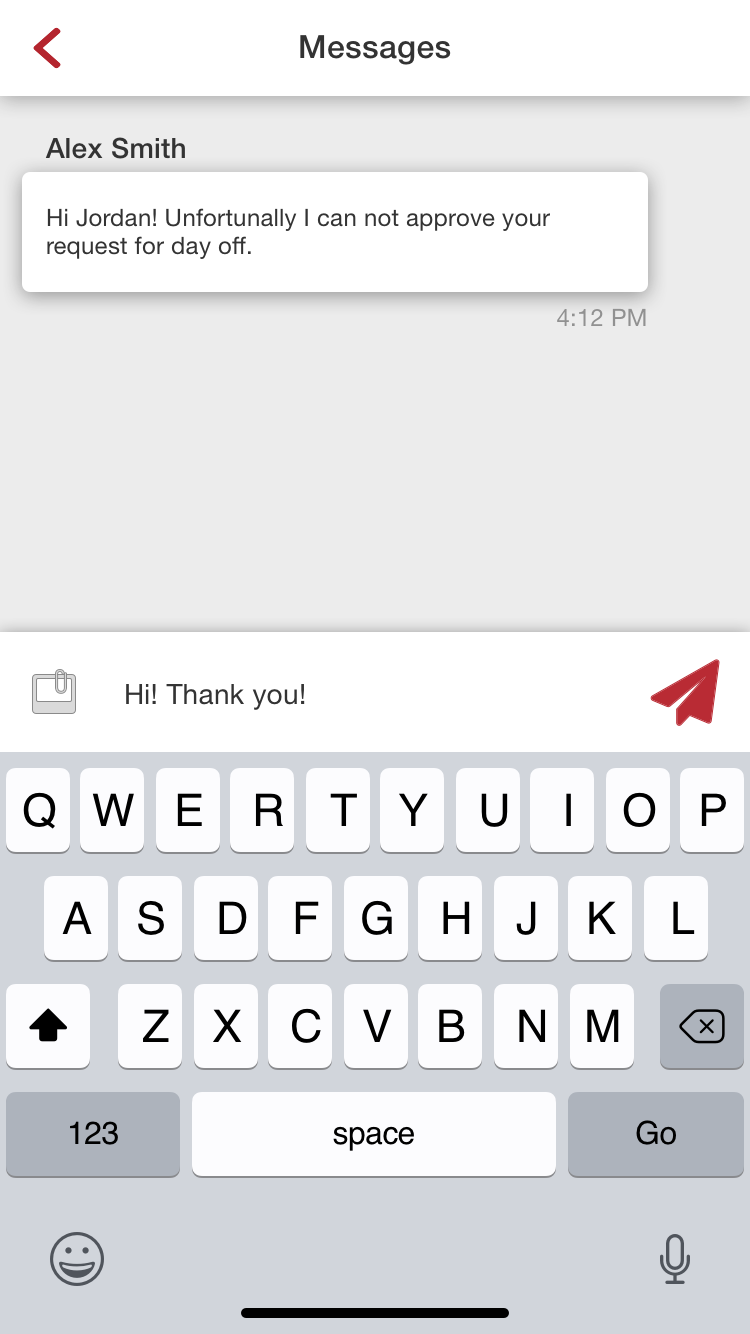 Messages
Alex Smith
Hi Jordan! Unfortunally I can not approve your
request for day off.
4:12 PM
Hi! Thank you!
Q W E R T Y U I O P
A S D F G H J K L
Z X C V B N M
123 space Go